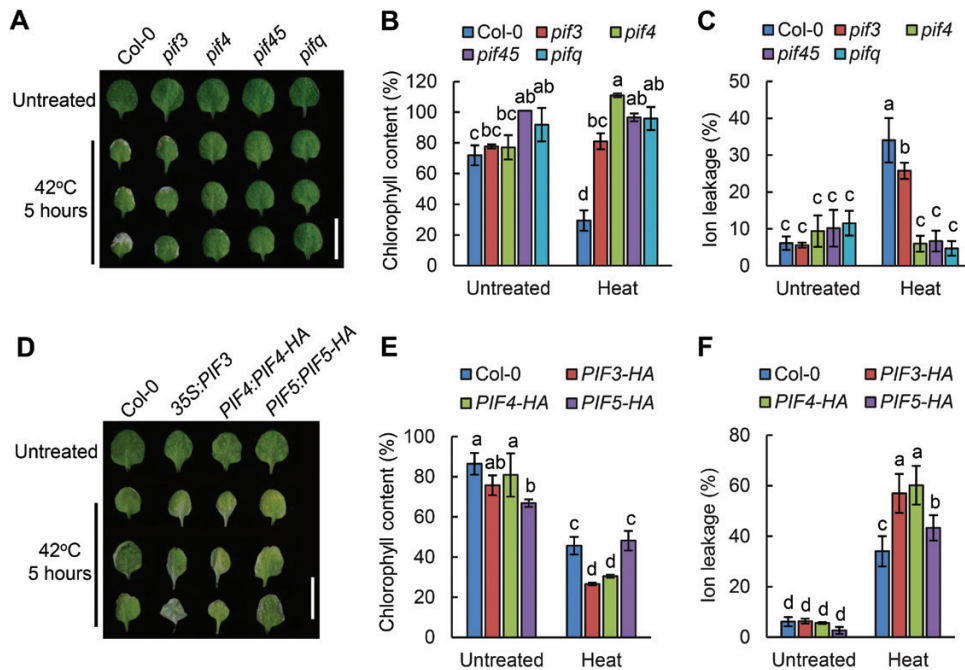 A
Col-0
pif3
pif4
pif45
pifq
Untreated
42°C
5 hours
B
Col-0 pif3 pif4
pif45 pifq
Chlorophyll content (%)
120
100
80
60
40
20
0
c bc bc ab ab
d bc a ab ab
Untreated Heat
C
Col-0 pif3 pif4
pif45 pifq
Ion leakage (%)
50
40
30
20
10
0
c c c c c
a b c c c
Untreated Heat
D
Col-0
35S:PIF3
PIF4:PIF4-HA
PIF5:PIF5-HA
Untreated
42°C
5 hours
E
Col-0 PIF3-HA
PIF4-HA PIF5-HA
Chlorophyll content (%)
100
80
60
40
20
0
a ab a b
c d d c
Untreated Heat
F
Col-0 PIF3-HA
PIF4-HA PIF5-HA
Ion leakage (%)
80
60
40
20
0
d d d d
c a a b
Untreated Heat